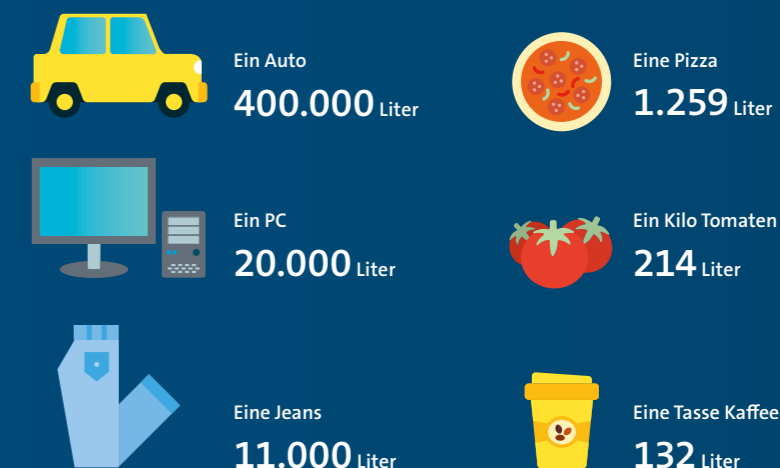 Ein Auto
400.000 Liter
Eine Pizza
1.259 Liter
Ein PC
20.000 Liter
Ein Kilo Tomaten
214 Liter
Eine Jeans
11.000 Liter
Eine Tasse Kaffee
132 Liter